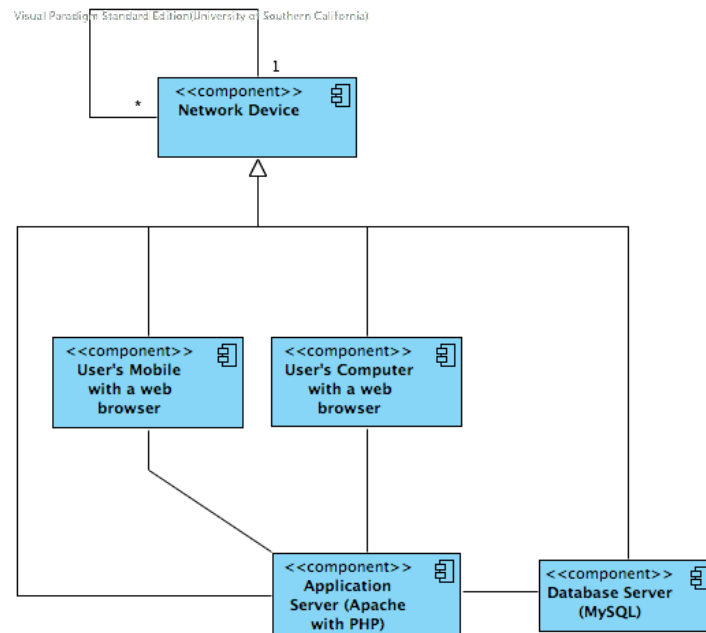 Visual Paradigm Standard Edition(University of Southern California)
1
*
<<component>>
Network Device
<<component>>
User's Mobile
with a web
browser
<<component>>
User's Computer
with a web
browser
<<component>>
Application
Server (Apache
with PHP)
<<component>>
Database Server
(MySQL)